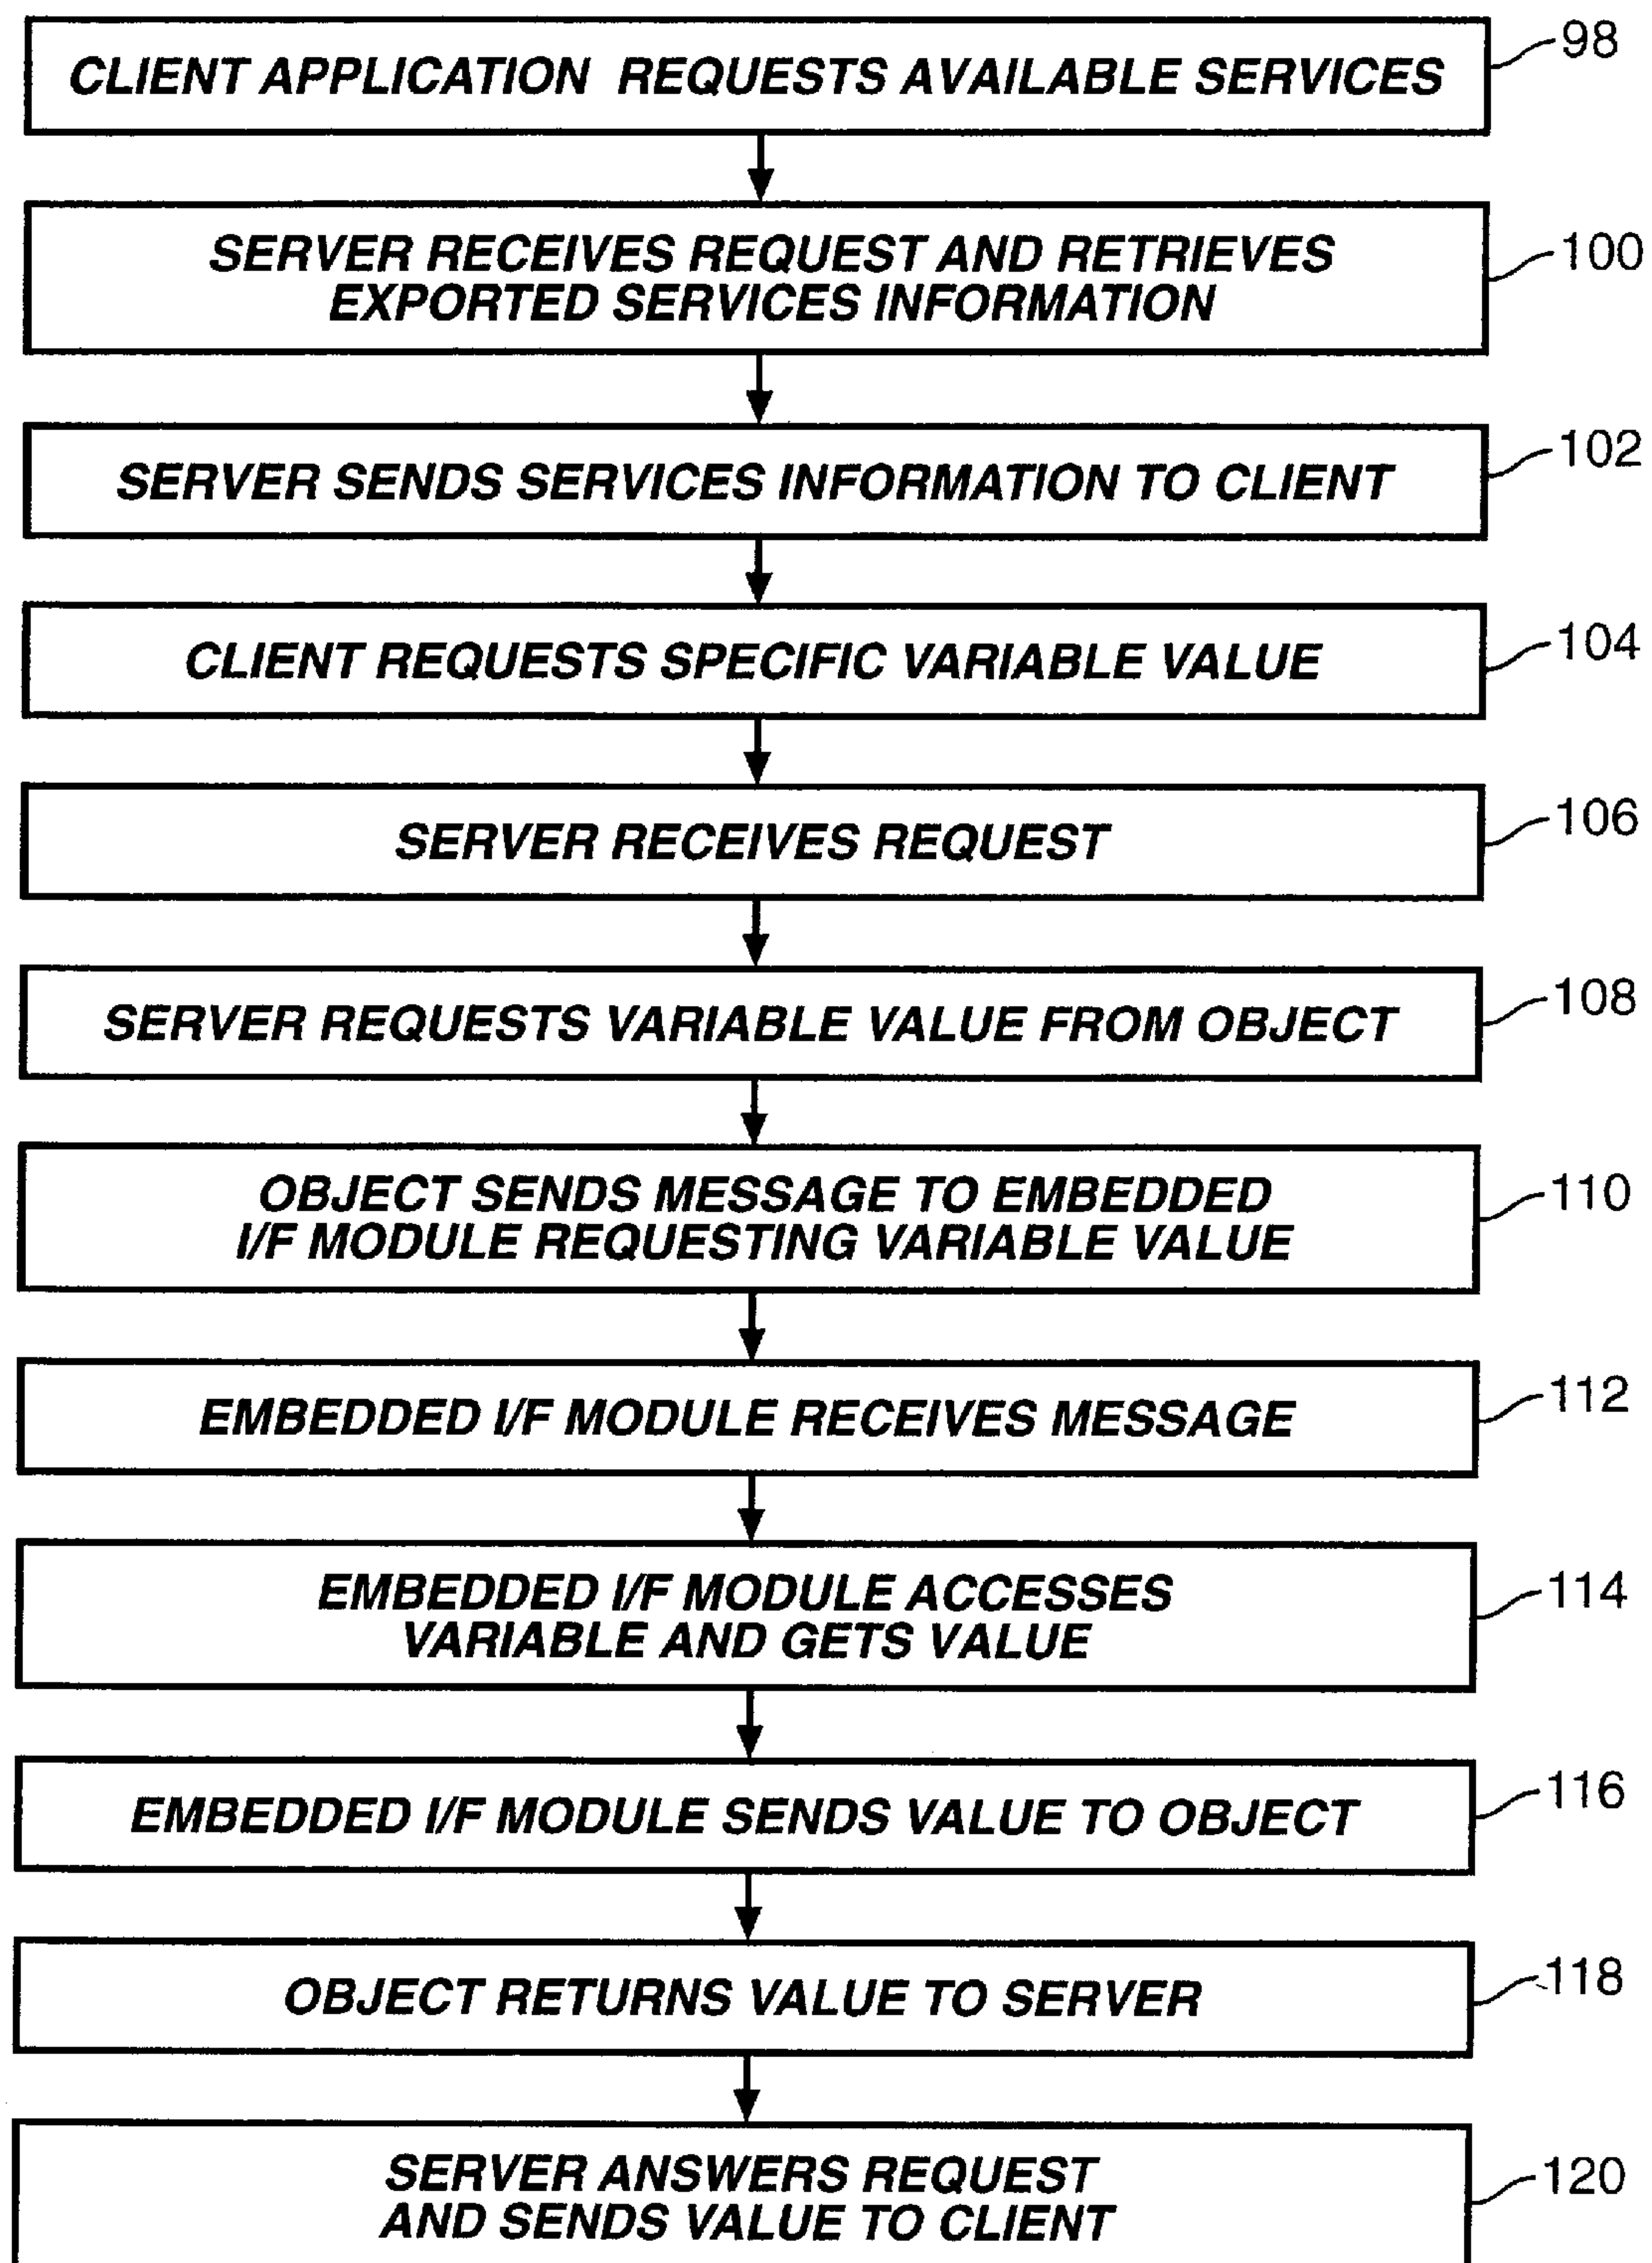 CLIENT APPLICATION REQUESTS AVAILABLE SERVICES
98
SERVER RECEIVES REQUEST AND RETRIEVES
EXPORTED SERVICES INFORMATION
100
SERVER SENDS SERVICES INFORMATION TO CLIENT
102
CLIENT REQUESTS SPECIFIC VARIABLE VALUE
104
SERVER RECEIVES REQUEST
106
SERVER REQUESTS VARIABLE VALUE FROM OBJECT
108
OBJECT SENDS MESSAGE TO EMBEDDED
I/F MODULE REQUESTING VARIABLE VALUE
110
EMBEDDED I/F MODULE RECEIVES MESSAGE
112
EMBEDDED I/F MODULE ACCESSES
VARIABLE AND GETS VALUE
114
EMBEDDED I/F MODULE SENDS VALUE TO OBJECT
116
OBJECT RETURNS VALUE TO SERVER
118
SERVER ANSWERS REQUEST
AND SENDS VALUE TO CLIENT
120